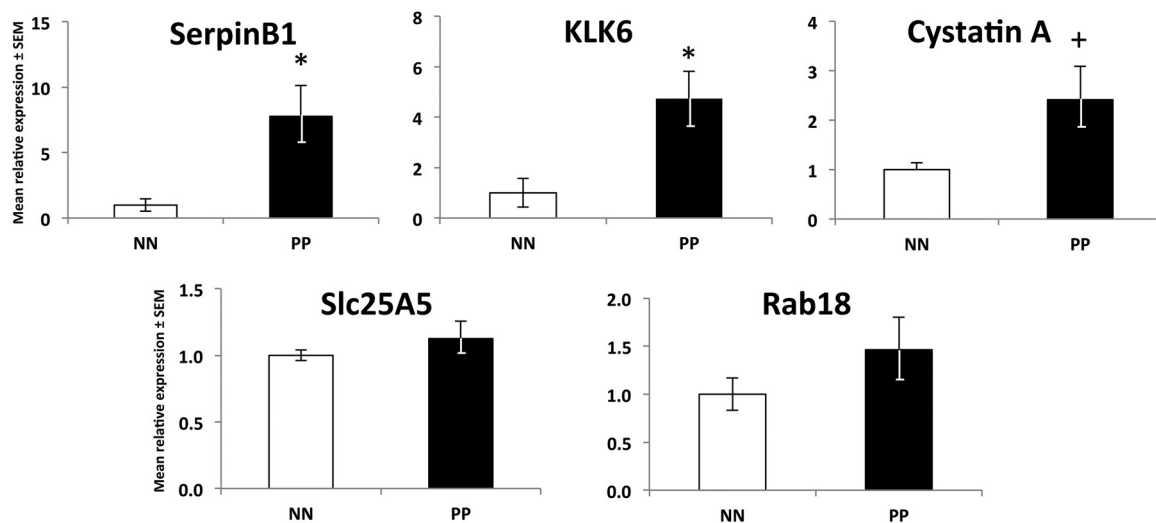 SerpinB1
Mean relative expression ± SEM
15
10
5
0
*
NN PP
KLK6
8
6
4
2
0
*
NN PP
Cystatin A
4
3
2
1
0
+
NN PP
Slc25A5
Mean relative expression ± SEM
1.5
1.0
0.5
0.0
NN PP
Rab18
2.0
1.5
1.0
0.5
0.0
NN PP